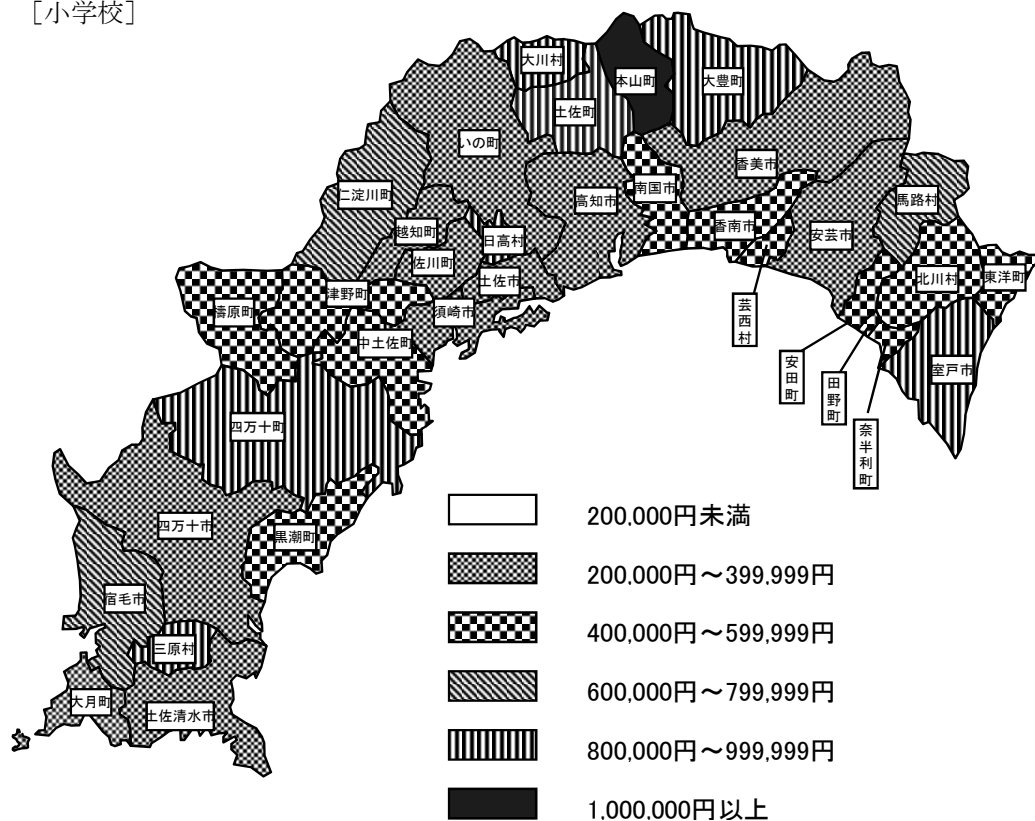 [小学校]
大川村
本山町
大豊町
土佐町
いの町
香美市
南国市
高知市
仁淀川町
馬路村
越知町
日高村
香南市
安芸市
佐川町
土佐市
北川村
東洋町
津野町
檮原町
須崎市
中土佐町
芸西村
安田町
田野町
奈半利町
室戸市
四万十町
四万十市
黒潮町
宿毛市
三原村
大月町
土佐清水市
200,000円未満
200,000円～399,999円
400,000円～599,999円
600,000円～799,999円
800,000円～999,999円
1,000,000円以上